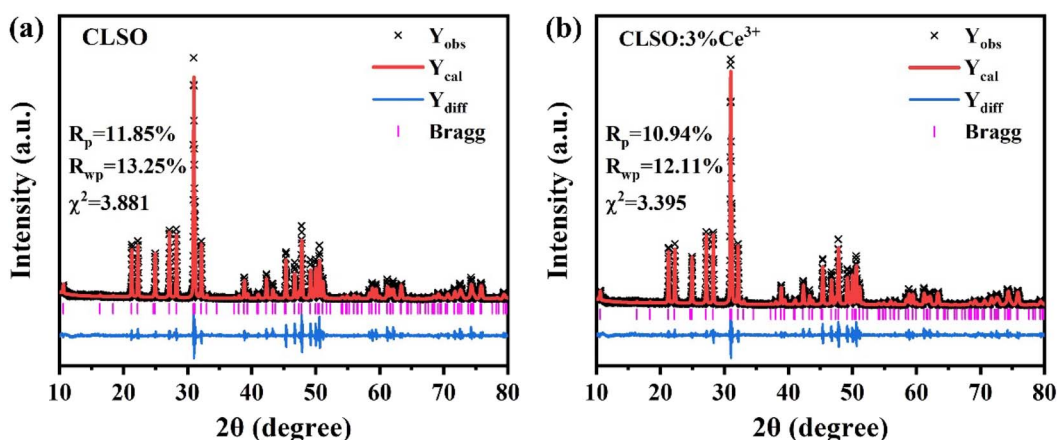 (a)
CLSO
Y_obs
Y_cal
Y_diff
Bragg
R_p=11.85%
R_wp=13.25%
χ²=3.881
Intensity (a.u.)
10 20 30 40 50 60 70 80
2θ (degree)
(b)
CLSO:3%Ce³⁺
Y_obs
Y_cal
Y_diff
Bragg
R_p=10.94%
R_wp=12.11%
χ²=3.395
Intensity (a.u.)
10 20 30 40 50 60 70 80
2θ (degree)